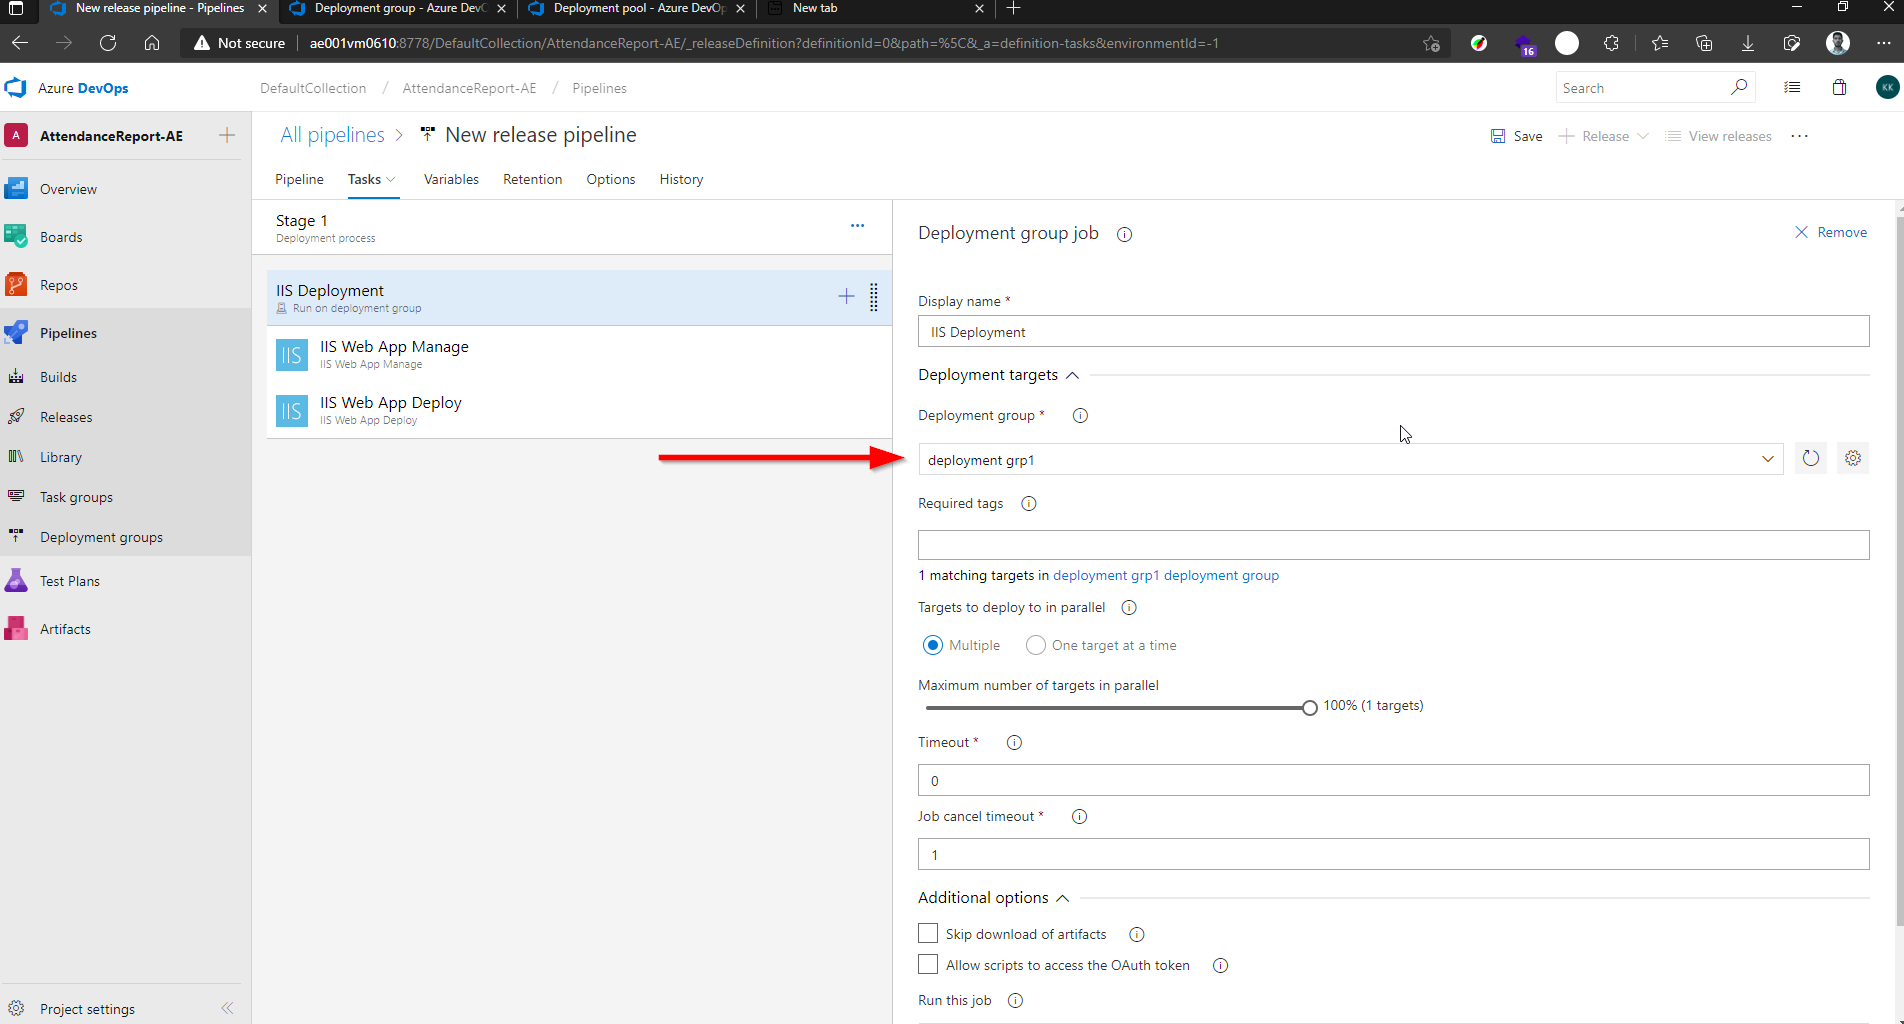 New release pipeline - Pipelines
Deployment group - Azure DevO
Deployment pool - Azure DevOp
New tab
Not secure
ae001vm0610:8778/DefaultCollection/AttendanceReport-AE/_releaseDefinition?definitionId=0&path=%5C&_a=definition-tasks&environmentId=-1
16
Azure DevOps
DefaultCollection / AttendanceReport-AE / Pipelines
Search
KK
A AttendanceReport-AE
All pipelines > New release pipeline
Save
Release
View releases
Overview
Boards
Repos
Pipelines
Builds
Releases
Library
Task groups
Deployment groups
Test Plans
Artifacts
Project settings
Pipeline
Tasks
Variables
Retention
Options
History
Stage 1
Deployment process
IIS Deployment
Run on deployment group
IIS
IIS Web App Manage
IIS Web App Manage
IIS
IIS Web App Deploy
IIS Web App Deploy
Deployment group job
Remove
Display name *
IIS Deployment
Deployment targets
Deployment group *
deployment grp1
Required tags
1 matching targets in deployment grp1 deployment group
Targets to deploy to in parallel
Multiple
One target at a time
Maximum number of targets in parallel
100% (1 targets)
Timeout *
0
Job cancel timeout *
1
Additional options
Skip download of artifacts
Allow scripts to access the OAuth token
Run this job